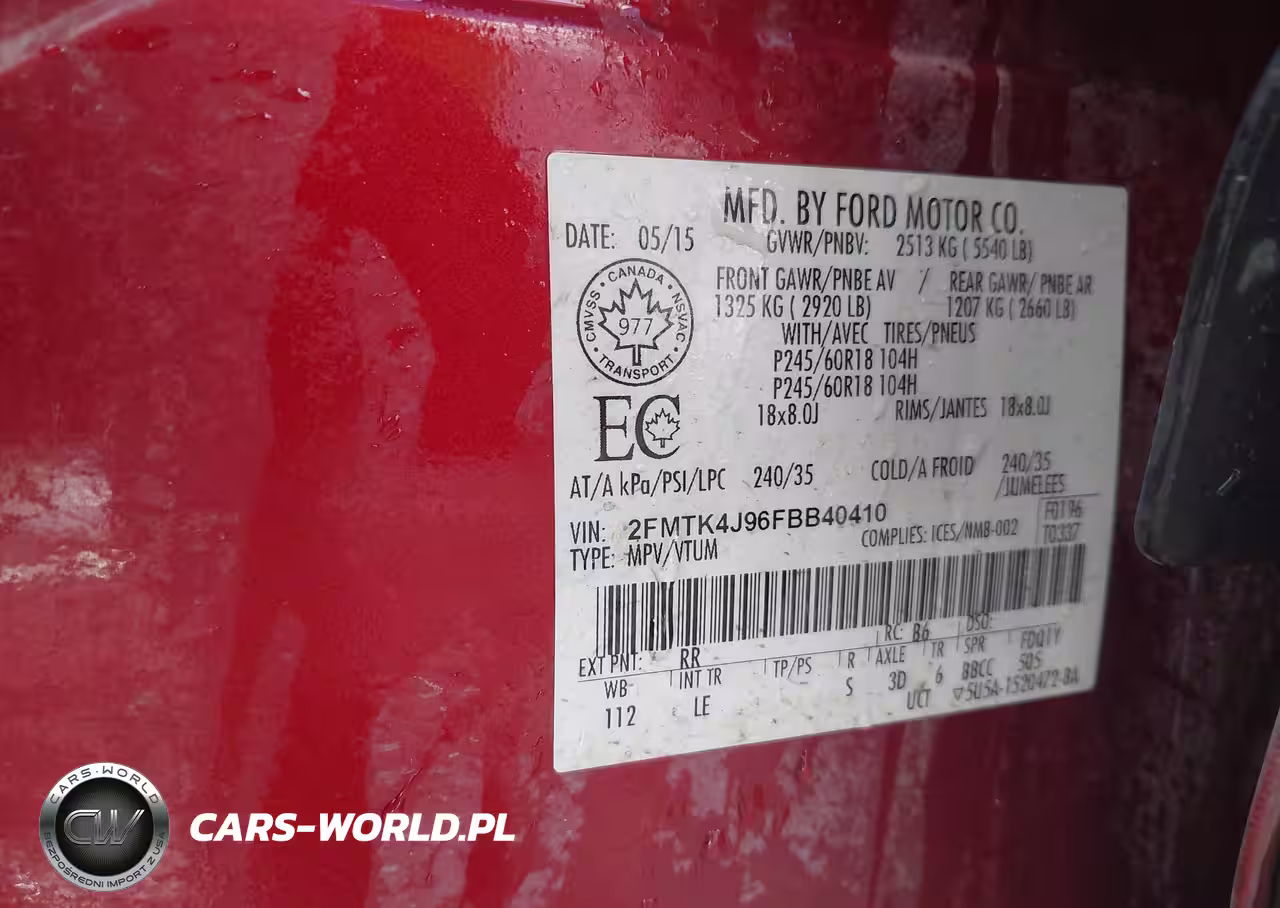 MFD. BY FORD MOTOR CO.
DATE: 05/15 GVWR/PNBV: 2513 KG ( 5540 LB)
FRONT GAWR/PNBE AV / REAR GAWR/ PNBE AR
1325 KG ( 2920 LB) 1207 KG ( 2660 LB)
WITH/AVEC TIRES/PNEUS
P245/60R18 104H
P245/60R18 104H
18x8.0J RIMS/JANTES 18x8.0J
CANADA
CMVSS NSVAC
977
TRANSPORT
EC
AT/A kPa/PSI/LPC 240/35 COLD/A FROID 240/35
/JUMELEES
VIN: 2FMTK4J96FBB40410 F0196
TYPE: MPV/VTUM COMPLIES: ICES/NMB-002 T0337
EXT PNT: RR RC: B6 DSO:
WB INT TR TP/PS R AXLE TR SPR FDQ1Y
112 LE S 3D 6 BBCC 505
UCT ▽5U5A-1520472-BA
CARS-WORLD
CW
BEZPOŚREDNI IMPORT Z USA
CARS-WORLD.PL